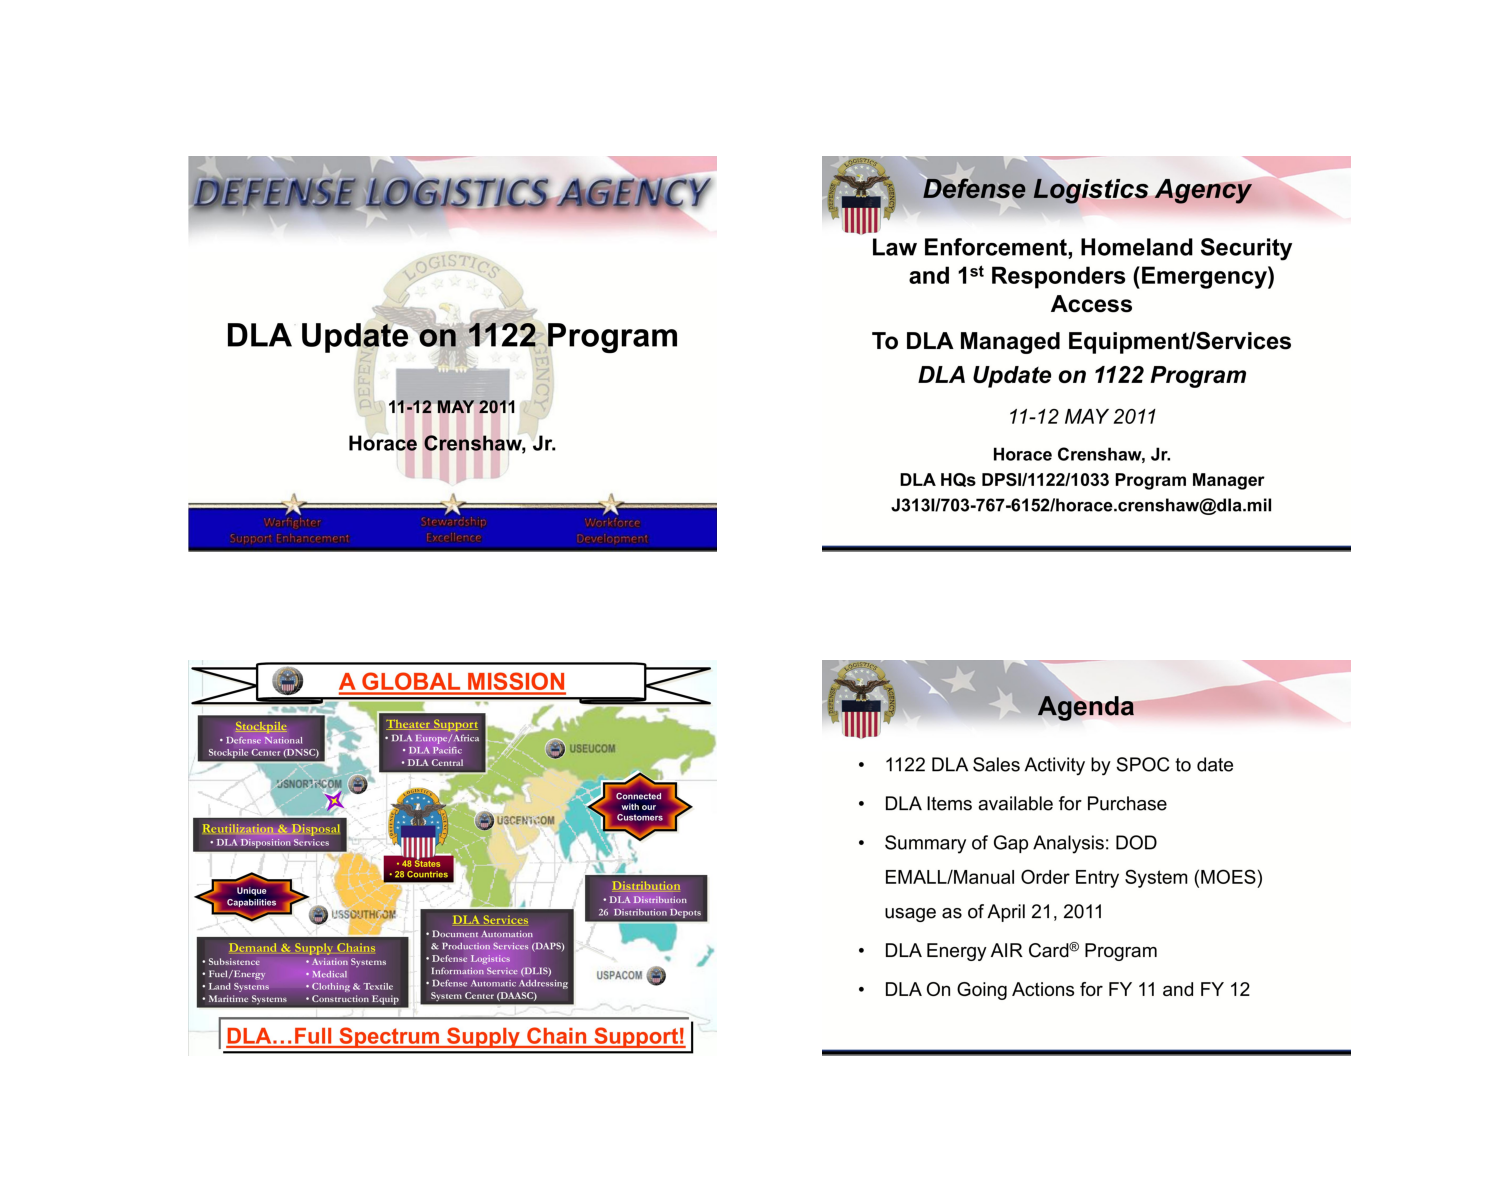 DEFENSE LOGISTICS AGENCY
LOGISTICS
DEFENSE
AGENCY
DLA Update on 1122 Program
11-12 MAY 2011
Horace Crenshaw, Jr.
Warfighter
Support Enhancement
Stewardship
Excellence
Workforce
Development
Defense Logistics Agency
Law Enforcement, Homeland Security
and 1st Responders (Emergency)
Access
To DLA Managed Equipment/Services
DLA Update on 1122 Program
11-12 MAY 2011
Horace Crenshaw, Jr.
DLA HQs DPSI/1122/1033 Program Manager
J313I/703-767-6152/horace.crenshaw@dla.mil
A GLOBAL MISSION
Stockpile
• Defense National
Stockpile Center (DNSC)
Theater Support
• DLA Europe/Africa
• DLA Pacific
• DLA Central
USEUCOM
USNORTHCOM
Connected
with our
Customers
USCENTCOM
Reutilization & Disposal
• DLA Disposition Services
• 48 States
• 28 Countries
Unique
Capabilities
USSOUTHCOM
Distribution
• DLA Distribution
26 Distribution Depots
DLA Services
• Document Automation
& Production Services (DAPS)
• Defense Logistics
Information Service (DLIS)
• Defense Automatic Addressing
System Center (DAASC)
Demand & Supply Chains
• Subsistence
• Fuel/Energy
• Land Systems
• Maritime Systems
• Aviation Systems
• Medical
• Clothing & Textile
• Construction Equip
USPACOM
DLA…Full Spectrum Supply Chain Support!
Agenda
• 1122 DLA Sales Activity by SPOC to date
• DLA Items available for Purchase
• Summary of Gap Analysis: DOD
EMALL/Manual Order Entry System (MOES)
usage as of April 21, 2011
• DLA Energy AIR Card® Program
• DLA On Going Actions for FY 11 and FY 12